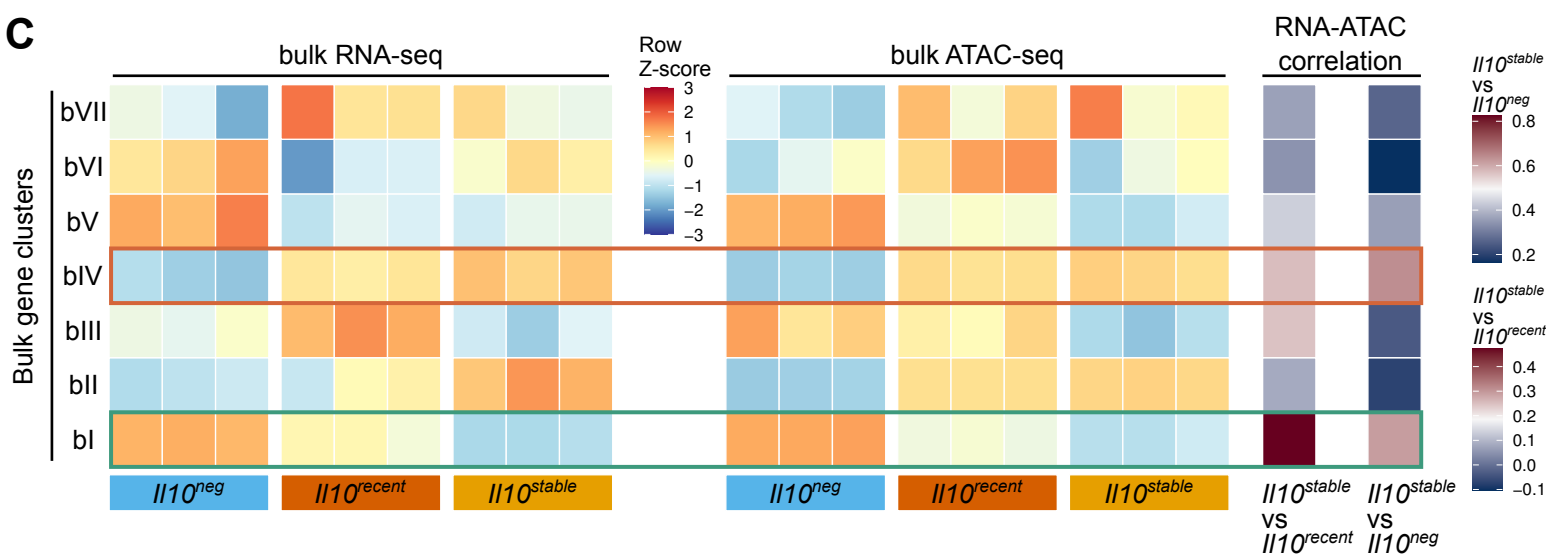 C
bulk RNA-seq
Row
Z-score
3
2
1
0
−1
−2
−3
bulk ATAC-seq
RNA-ATAC
correlation
Il10stable
vs
Il10neg
0.8
0.6
0.4
0.2
Il10stable
vs
Il10recent
0.4
0.3
0.2
0.1
0.0
−0.1
Bulk gene clusters
bVII
bVI
bV
bIV
bIII
bII
bI
Il10neg
Il10recent
Il10stable
Il10neg
Il10recent
Il10stable
Il10stable
vs
Il10recent
Il10stable
vs
Il10neg